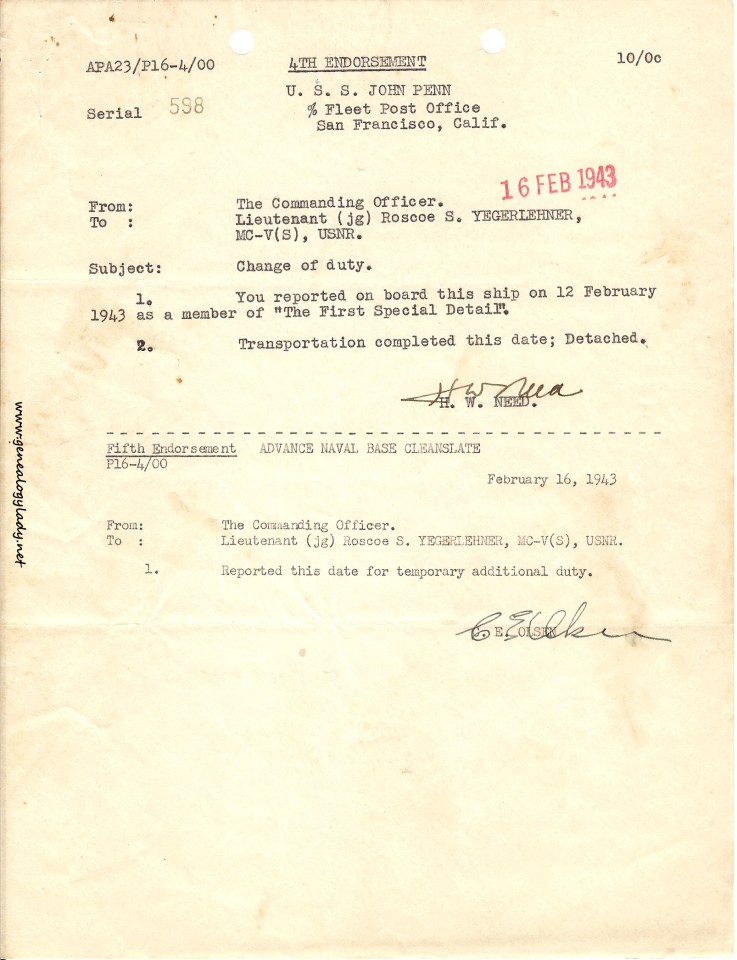 APA23/P16-4/00 4TH ENDORSEMENT 10/0c
U. S. S. JOHN PENN
Serial 598 % Fleet Post Office
San Francisco, Calif.
16 FEB 1943
From: The Commanding Officer.
To : Lieutenant (jg) Roscoe S. YEGERLEHNER,
MC-V(S), USNR.
Subject: Change of duty.
1. You reported on board this ship on 12 February
1943 as a member of "The First Special Detail".
2. Transportation completed this date; Detached.
H W Need
H. W. NEED.
Fifth Endorsement ADVANCE NAVAL BASE CLEANSLATE
P16-4/00
February 16, 1943
From: The Commanding Officer.
To : Lieutenant (jg) Roscoe S. YEGERLEHNER, MC-V(S), USNR.
1. Reported this date for temporary additional duty.
C E Olsen
C. E. OLSEN
www.genealogylady.net